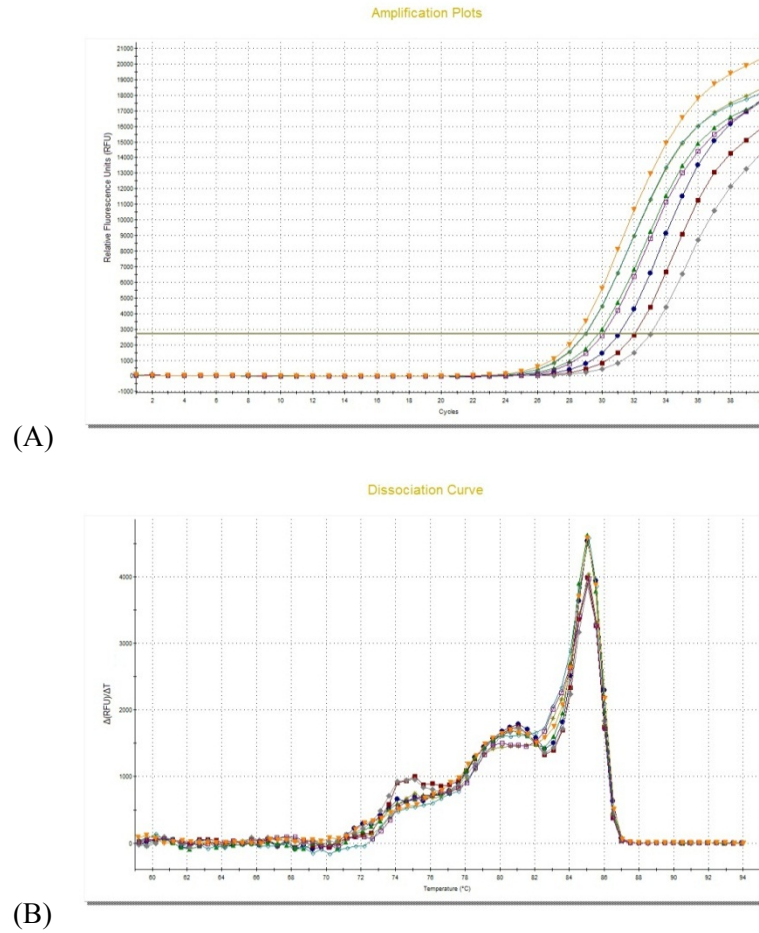 Amplification Plots
Relative Fluorescence Units (RFU)
21000
20000
19000
18000
17000
16000
15000
14000
13000
12000
11000
10000
9000
8000
7000
6000
5000
4000
3000
2000
1000
0
-1000
2 4 6 8 10 12 14 16 18 20 22 24 26 28 30 32 34 36 38
Cycles
(A)
Dissociation Curve
Δ(RFU)/ΔT
4000
3000
2000
1000
0
60 62 64 66 68 70 72 74 76 78 80 82 84 86 88 90 92 94
Temperature (°C)
(B)